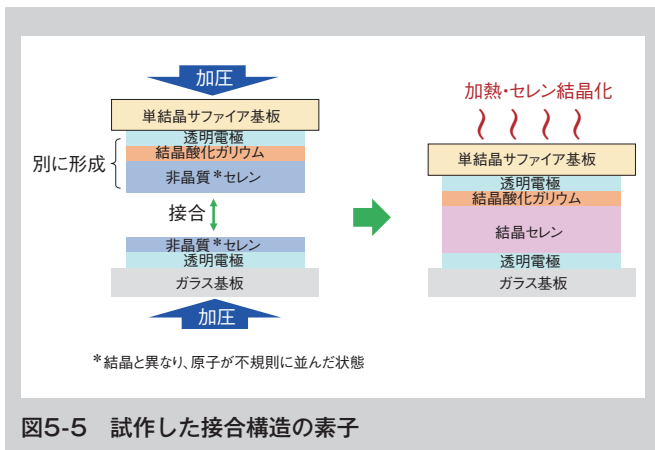 加圧
単結晶サファイア基板
透明電極
結晶酸化ガリウム
非晶質*セレン
別に形成
接合
非晶質*セレン
透明電極
ガラス基板
加圧
加熱・セレン結晶化
単結晶サファイア基板
透明電極
結晶酸化ガリウム
結晶セレン
透明電極
ガラス基板
*結晶と異なり、原子が不規則に並んだ状態
図5-5 試作した接合構造の素子